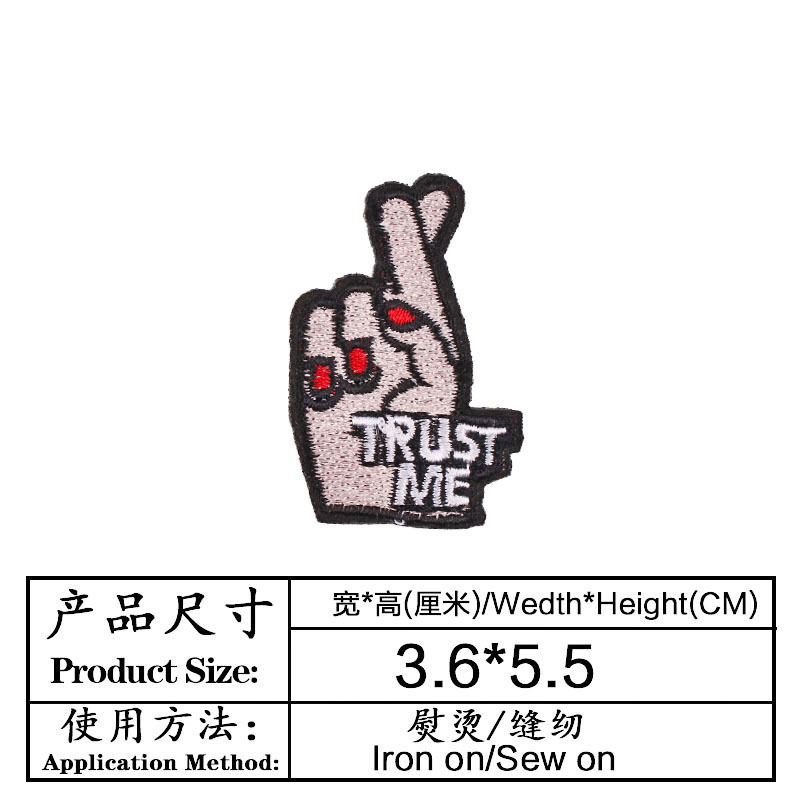 TRUST
ME
产品尺寸
Product Size:
宽*高(厘米)/Wedth*Height(CM)
3.6*5.5
使用方法：
Application Method:
熨烫/缝纫
Iron on/Sew on